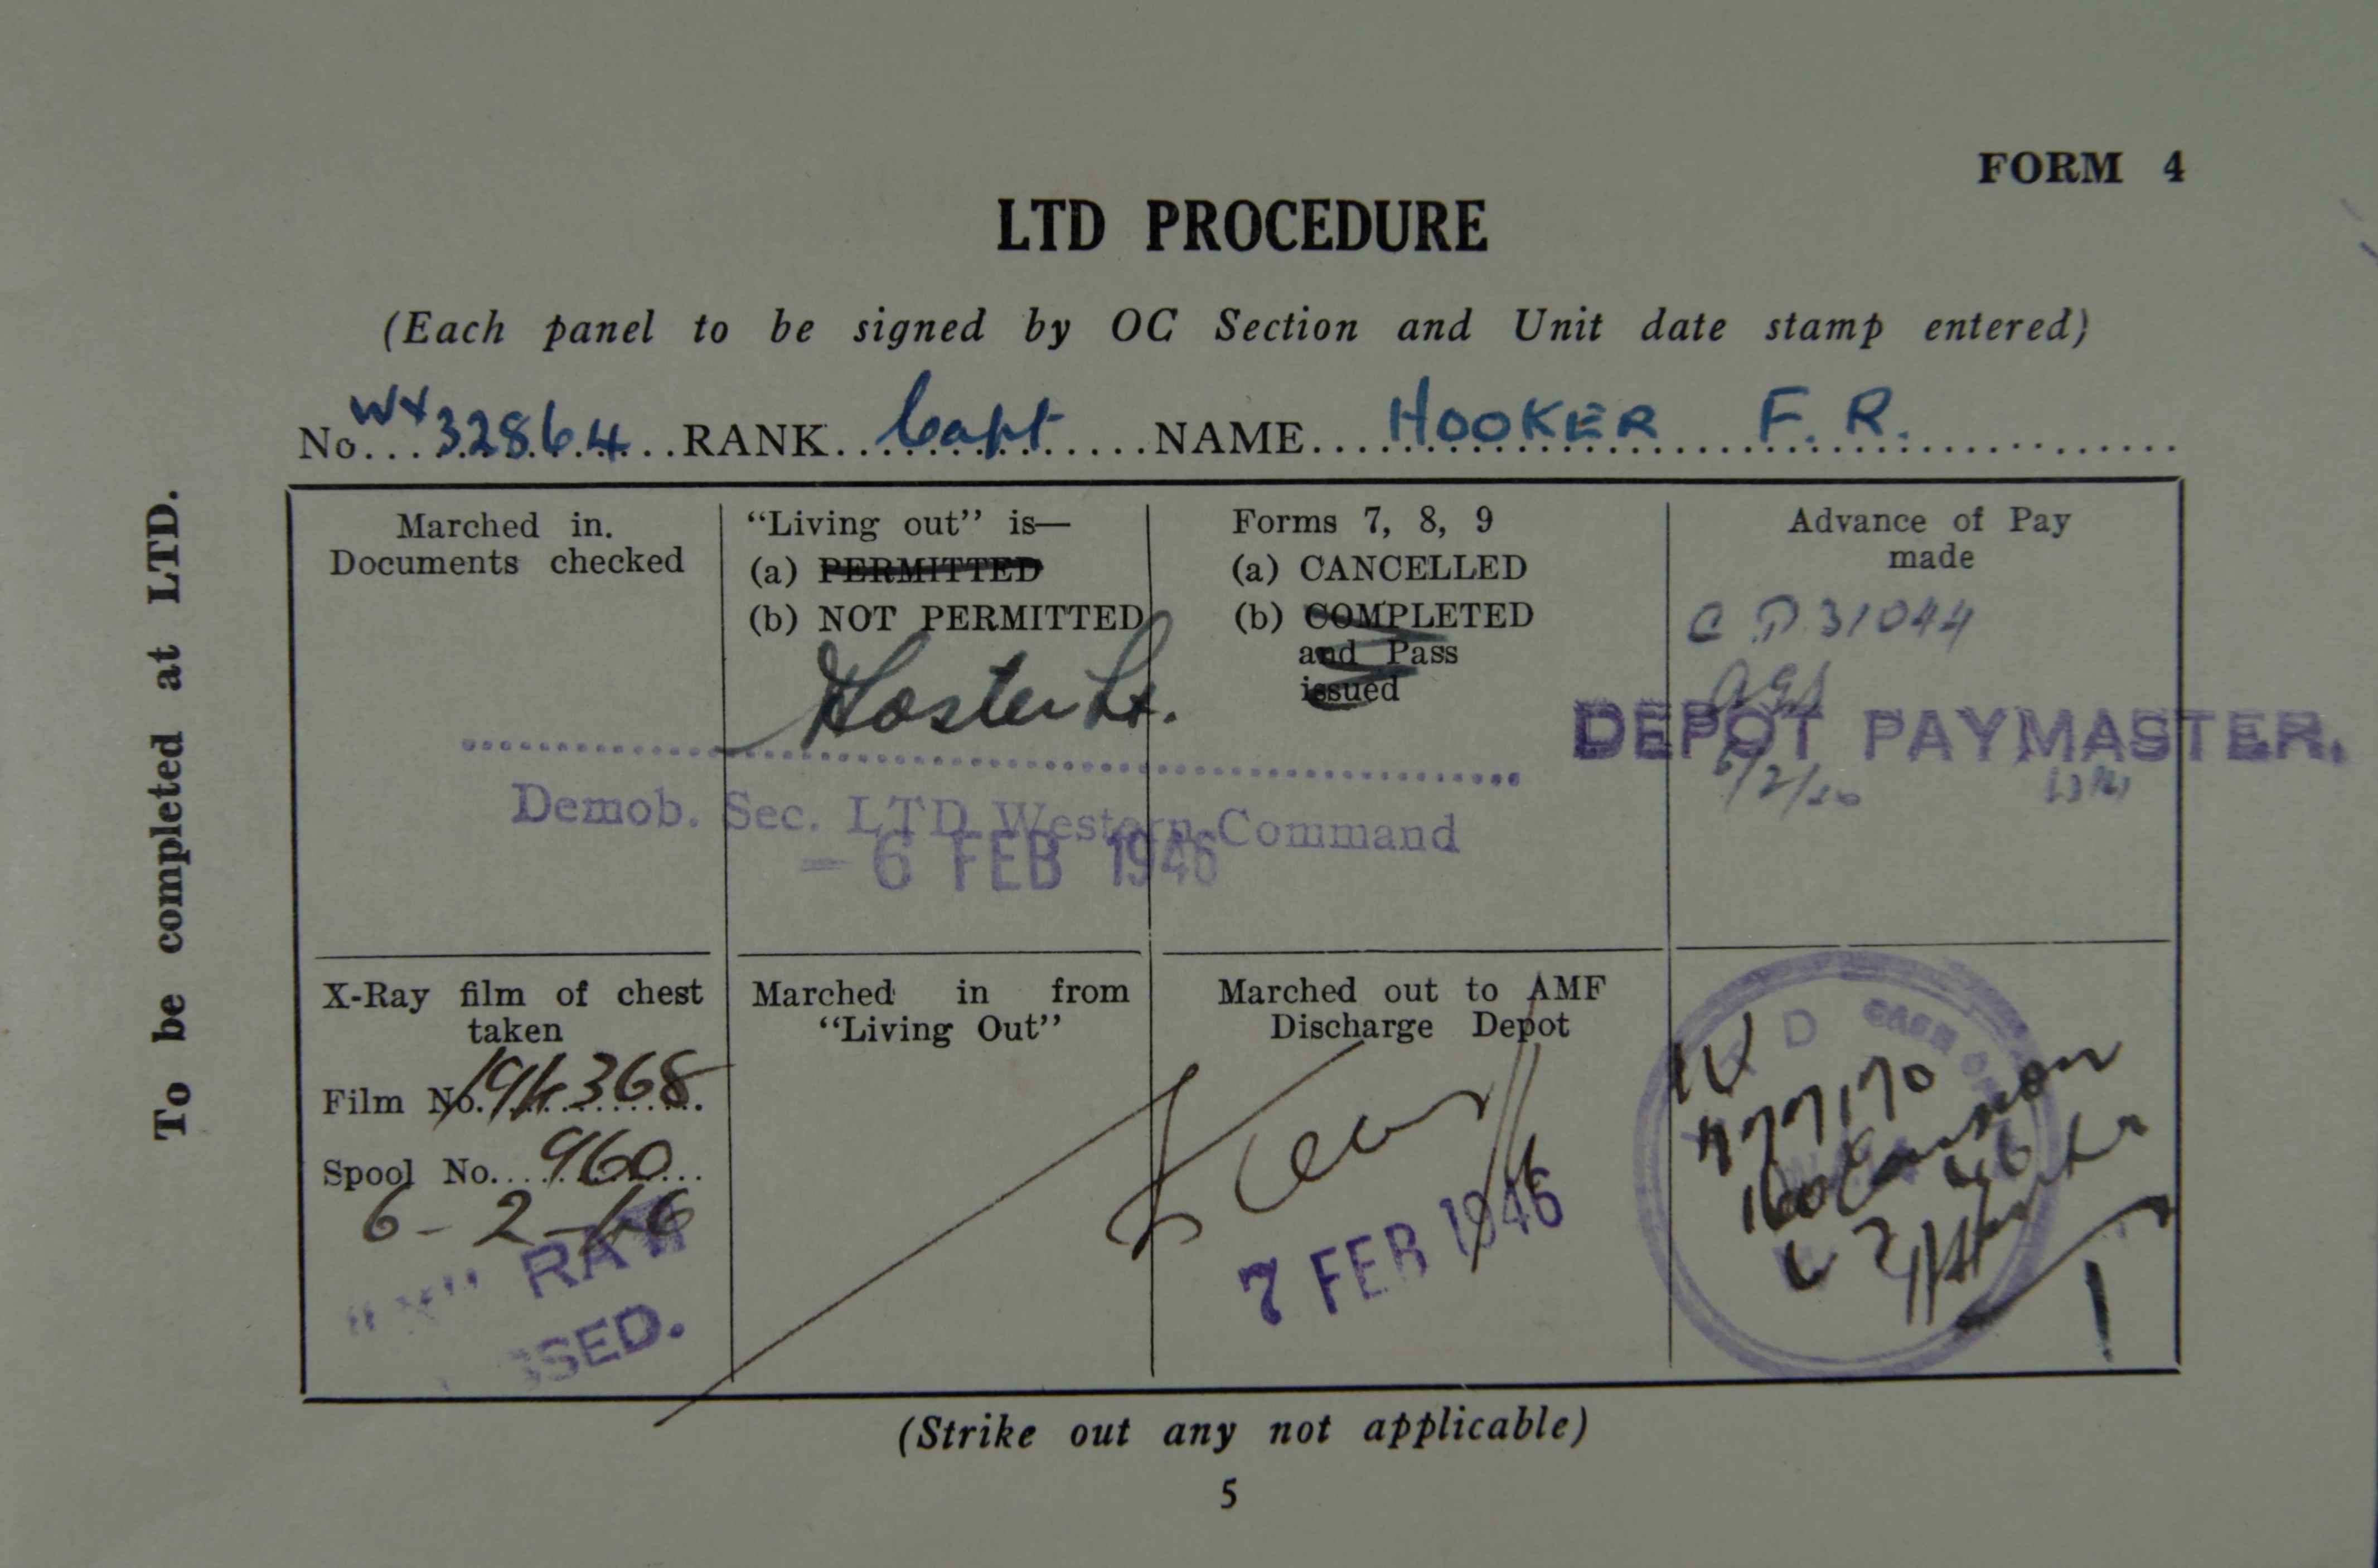 FORM 4
LTD PROCEDURE
(Each panel to be signed by OC Section and Unit date stamp entered)
No... WX32864 ...RANK... Capt ...NAME... HOOKER F. R.
To be completed at LTD.
Marched in.
Documents checked
"Living out" is—
(a) PERMITTED
(b) NOT PERMITTED
Forms 7, 8, 9
(a) CANCELLED
(b) COMPLETED
and Pass
issued
Advance of Pay
made
31044
DEPOT PAYMASTER.
Lt.
Demob. Sec. LTD Western Command
- 6 FEB 1946
X-Ray film of chest
taken
Film No. 194368
Spool No... 960
6-2-46
"X" RAY
SSED.
Marched in from
"Living Out"
Marched out to AMF
Discharge Depot
7 FEB 1946
(Strike out any not applicable)
5